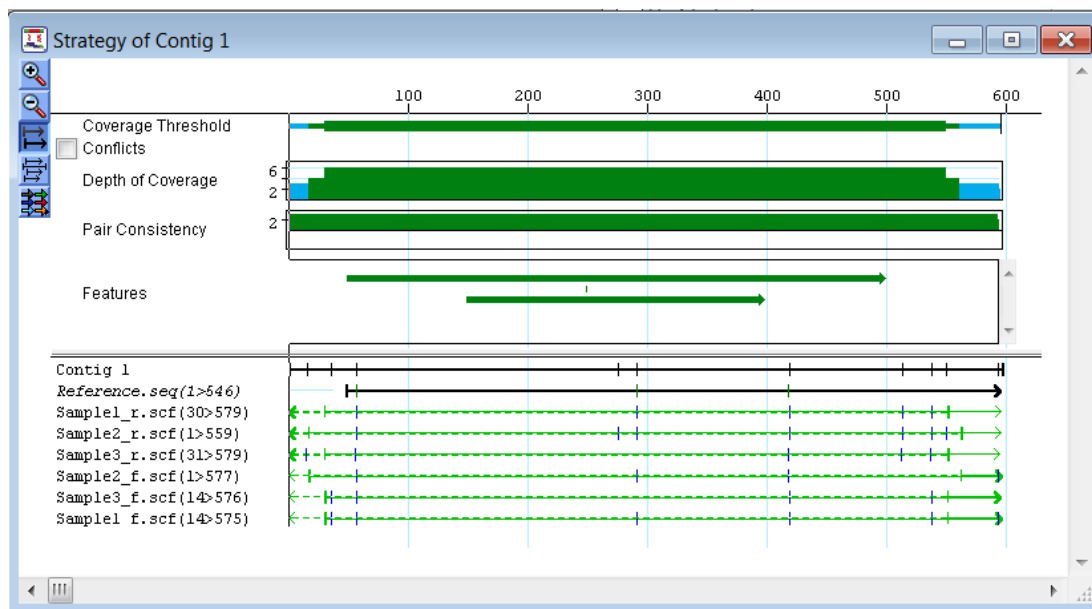 Strategy of Contig 1
100 200 300 400 500 600
Coverage Threshold
Conflicts
Depth of Coverage
6
2
Pair Consistency
2
Features
Contig 1
Reference.seq(1>546)
Sample1_r.scf(30>579)
Sample2_r.scf(1>559)
Sample3_r.scf(31>579)
Sample2_f.scf(1>577)
Sample3_f.scf(14>576)
Sample1 f.scf(14>575)